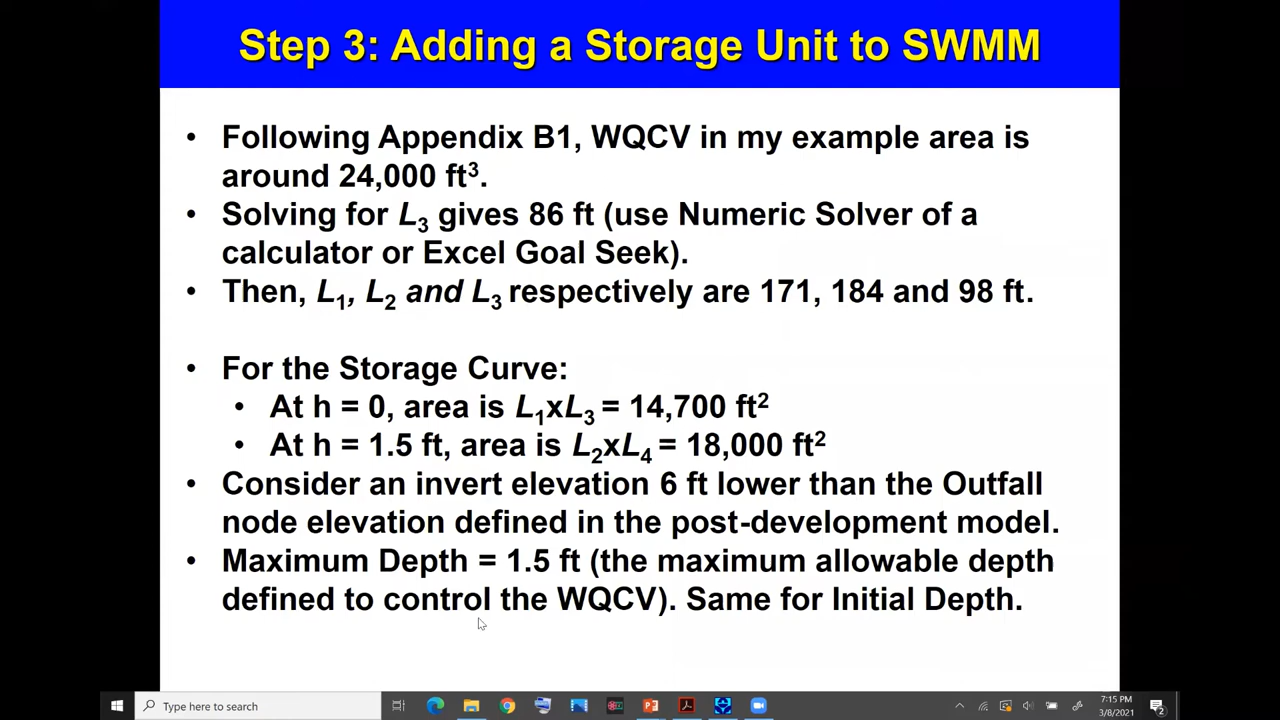 Step 3: Adding a Storage Unit to SWMM
• Following Appendix B1, WQCV in my example area is
around 24,000 ft³.
• Solving for L₃ gives 86 ft (use Numeric Solver of a
calculator or Excel Goal Seek).
• Then, L₁, L₂ and L₃ respectively are 171, 184 and 98 ft.
• For the Storage Curve:
• At h = 0, area is L₁xL₃ = 14,700 ft²
• At h = 1.5 ft, area is L₂xL₄ = 18,000 ft²
• Consider an invert elevation 6 ft lower than the Outfall
node elevation defined in the post-development model.
• Maximum Depth = 1.5 ft (the maximum allowable depth
defined to control the WQCV). Same for Initial Depth.
Type here to search
7:15 PM
3/8/2021
2